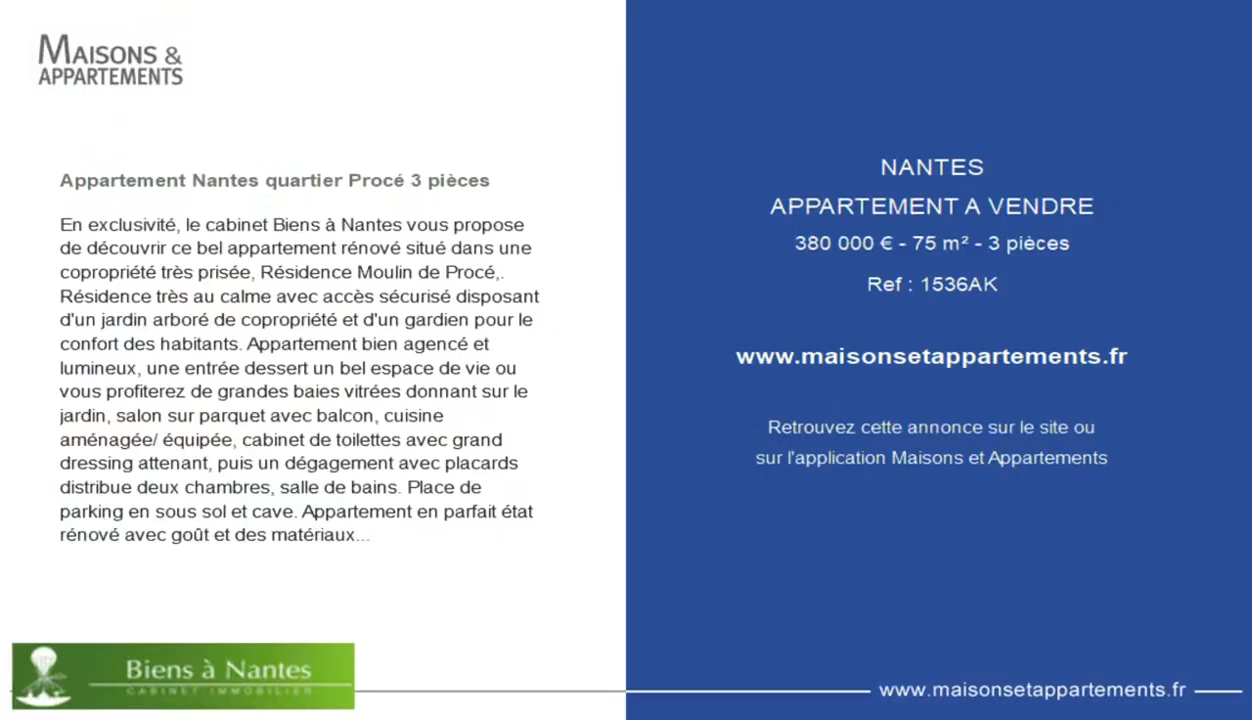 MAISONS &
APPARTEMENTS
Appartement Nantes quartier Procé 3 pièces
En exclusivité, le cabinet Biens à Nantes vous propose
de découvrir ce bel appartement rénové situé dans une
copropriété très prisée, Résidence Moulin de Procé,.
Résidence très au calme avec accès sécurisé disposant
d'un jardin arboré de copropriété et d'un gardien pour le
confort des habitants. Appartement bien agencé et
lumineux, une entrée dessert un bel espace de vie ou
vous profiterez de grandes baies vitrées donnant sur le
jardin, salon sur parquet avec balcon, cuisine
aménagée/ équipée, cabinet de toilettes avec grand
dressing attenant, puis un dégagement avec placards
distribue deux chambres, salle de bains. Place de
parking en sous sol et cave. Appartement en parfait état
rénové avec goût et des matériaux...
Biens à Nantes
CABINET IMMOBILIER
NANTES
APPARTEMENT A VENDRE
380 000 € - 75 m² - 3 pièces
Ref : 1536AK
www.maisonsetappartements.fr
Retrouvez cette annonce sur le site ou
sur l'application Maisons et Appartements
www.maisonsetappartements.fr